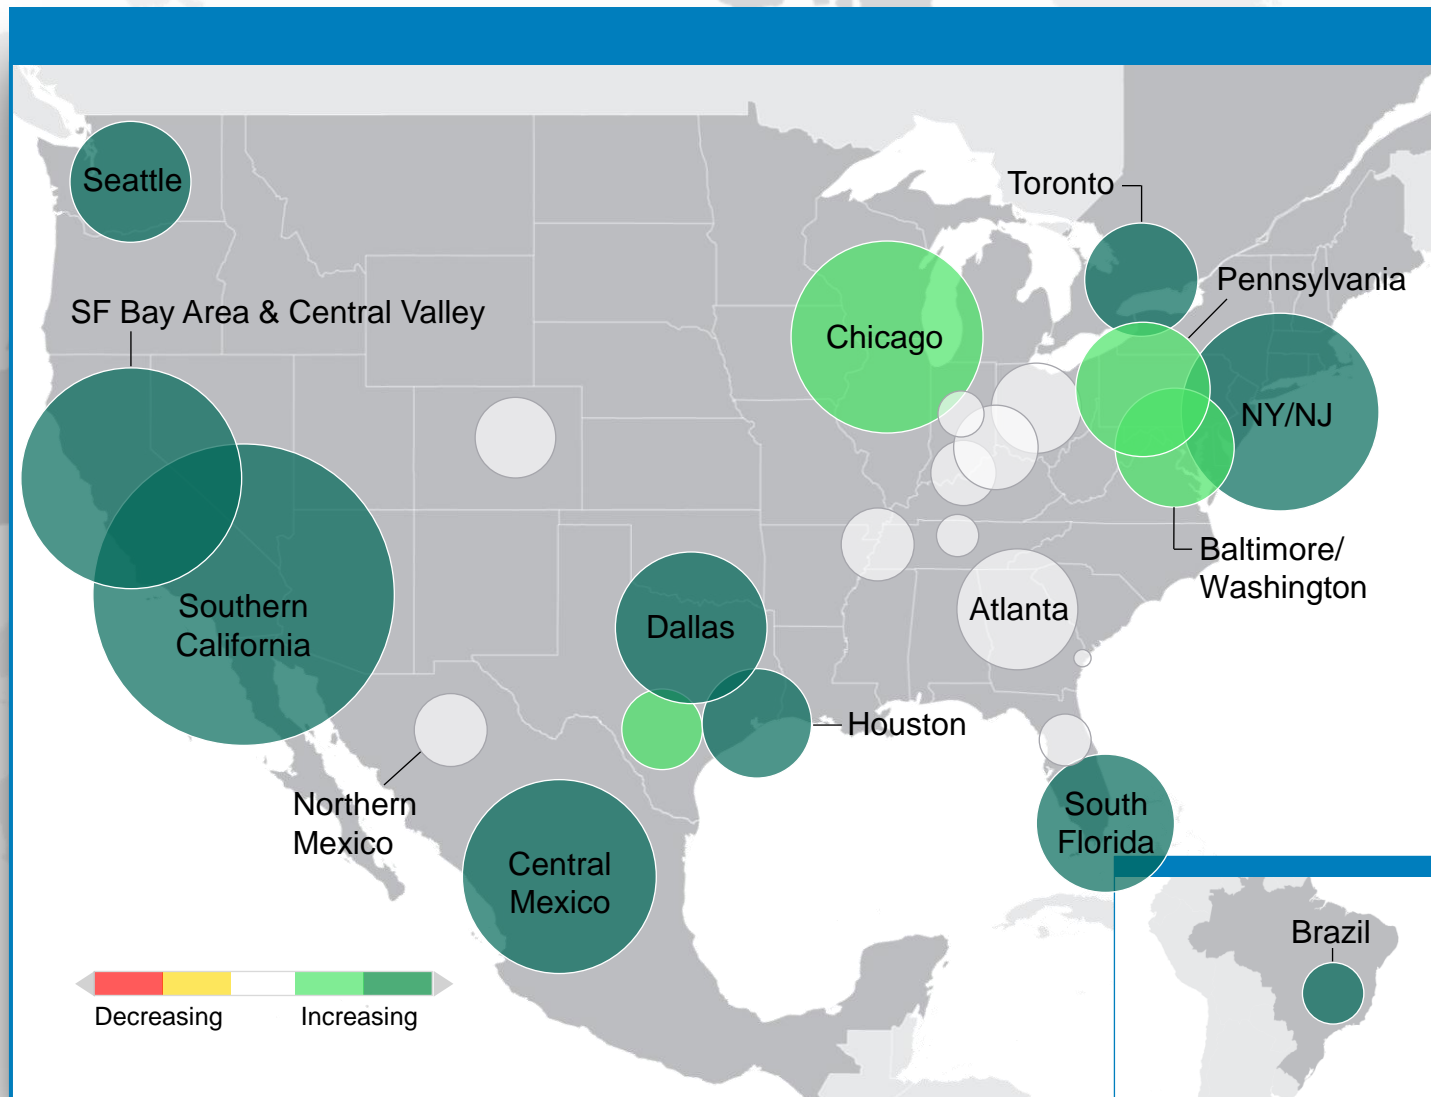 Seattle
Toronto
Pennsylvania
SF Bay Area & Central Valley
Chicago
NY/NJ
Baltimore/
Washington
Southern
California
Dallas
Atlanta
Houston
Northern
Mexico
South
Florida
Central
Mexico
Brazil
Decreasing
Increasing